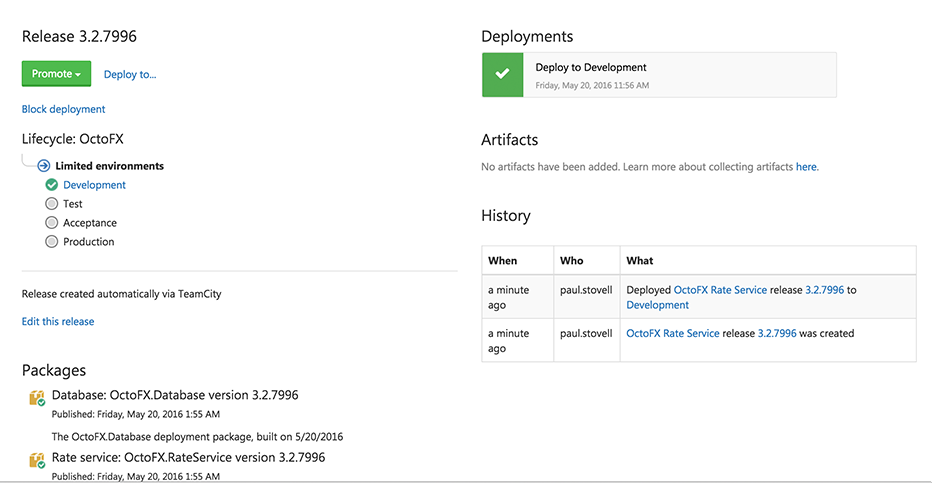 Release 3.2.7996
Promote
Deploy to...
Block deployment
Lifecycle: OctoFX
Limited environments
Development
Test
Acceptance
Production
Release created automatically via TeamCity
Edit this release
Packages
Database: OctoFX.Database version 3.2.7996
Published: Friday, May 20, 2016 1:55 AM
The OctoFX.Database deployment package, built on 5/20/2016
Rate service: OctoFX.RateService version 3.2.7996
Published: Friday, May 20, 2016 1:55 AM
Deployments
Deploy to Development
Friday, May 20, 2016 11:56 AM
Artifacts
No artifacts have been added. Learn more about collecting artifacts here.
History
When Who What
a minute paul.stovell Deployed OctoFX Rate Service release 3.2.7996 to
ago Development
a minute paul.stovell OctoFX Rate Service release 3.2.7996 was created
ago